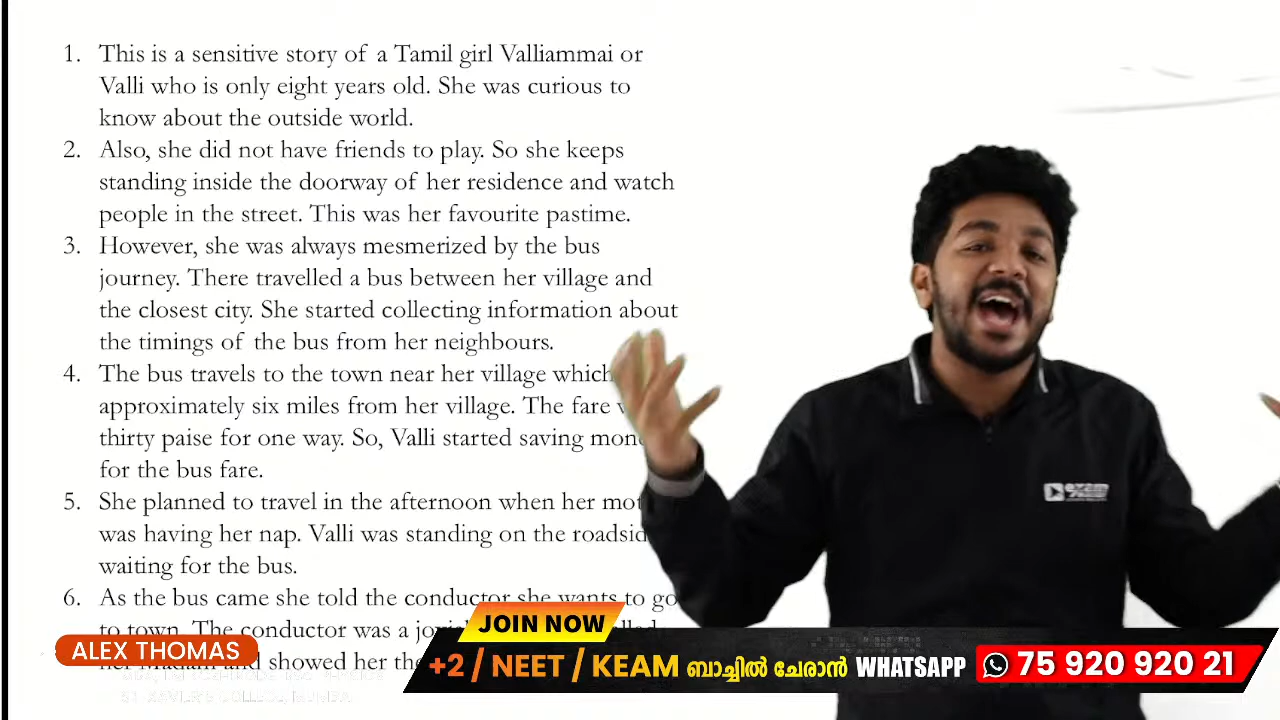 1. This is a sensitive story of a Tamil girl Valliammai or
Valli who is only eight years old. She was curious to
know about the outside world.
2. Also, she did not have friends to play. So she keeps
standing inside the doorway of her residence and watch
people in the street. This was her favourite pastime.
3. However, she was always mesmerized by the bus
journey. There travelled a bus between her village and
the closest city. She started collecting information about
the timings of the bus from her neighbours.
4. The bus travels to the town near her village which
approximately six miles from her village. The fare
thirty paise for one way. So, Valli started saving
for the bus fare.
5. She planned to travel in the afternoon when her
was having her nap. Valli was standing on the
waiting for the bus.
6. As the bus came she told the conductor she wants to go
to town. The conductor was a
showed her the
exam
JOIN NOW
ALEX THOMAS
+2 / NEET / KEAM ബാച്ചിൽ ചേരാൻ WHATSAPP 75 920 920 21